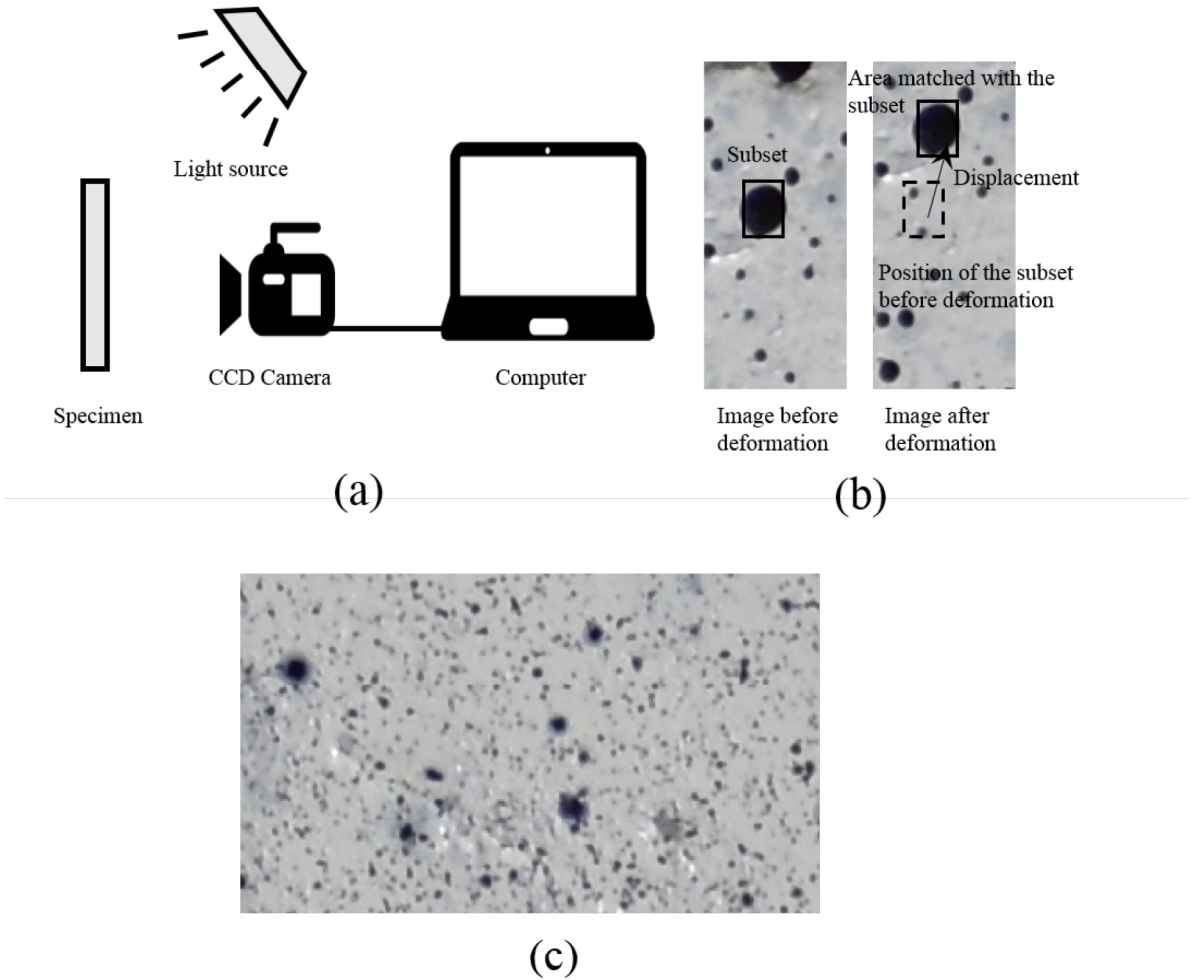 Light source
CCD Camera
Computer
Specimen
(a)
Subset
Area matched with the
subset
Displacement
Position of the subset
before deformation
Image before
deformation
Image after
deformation
(b)
(c)